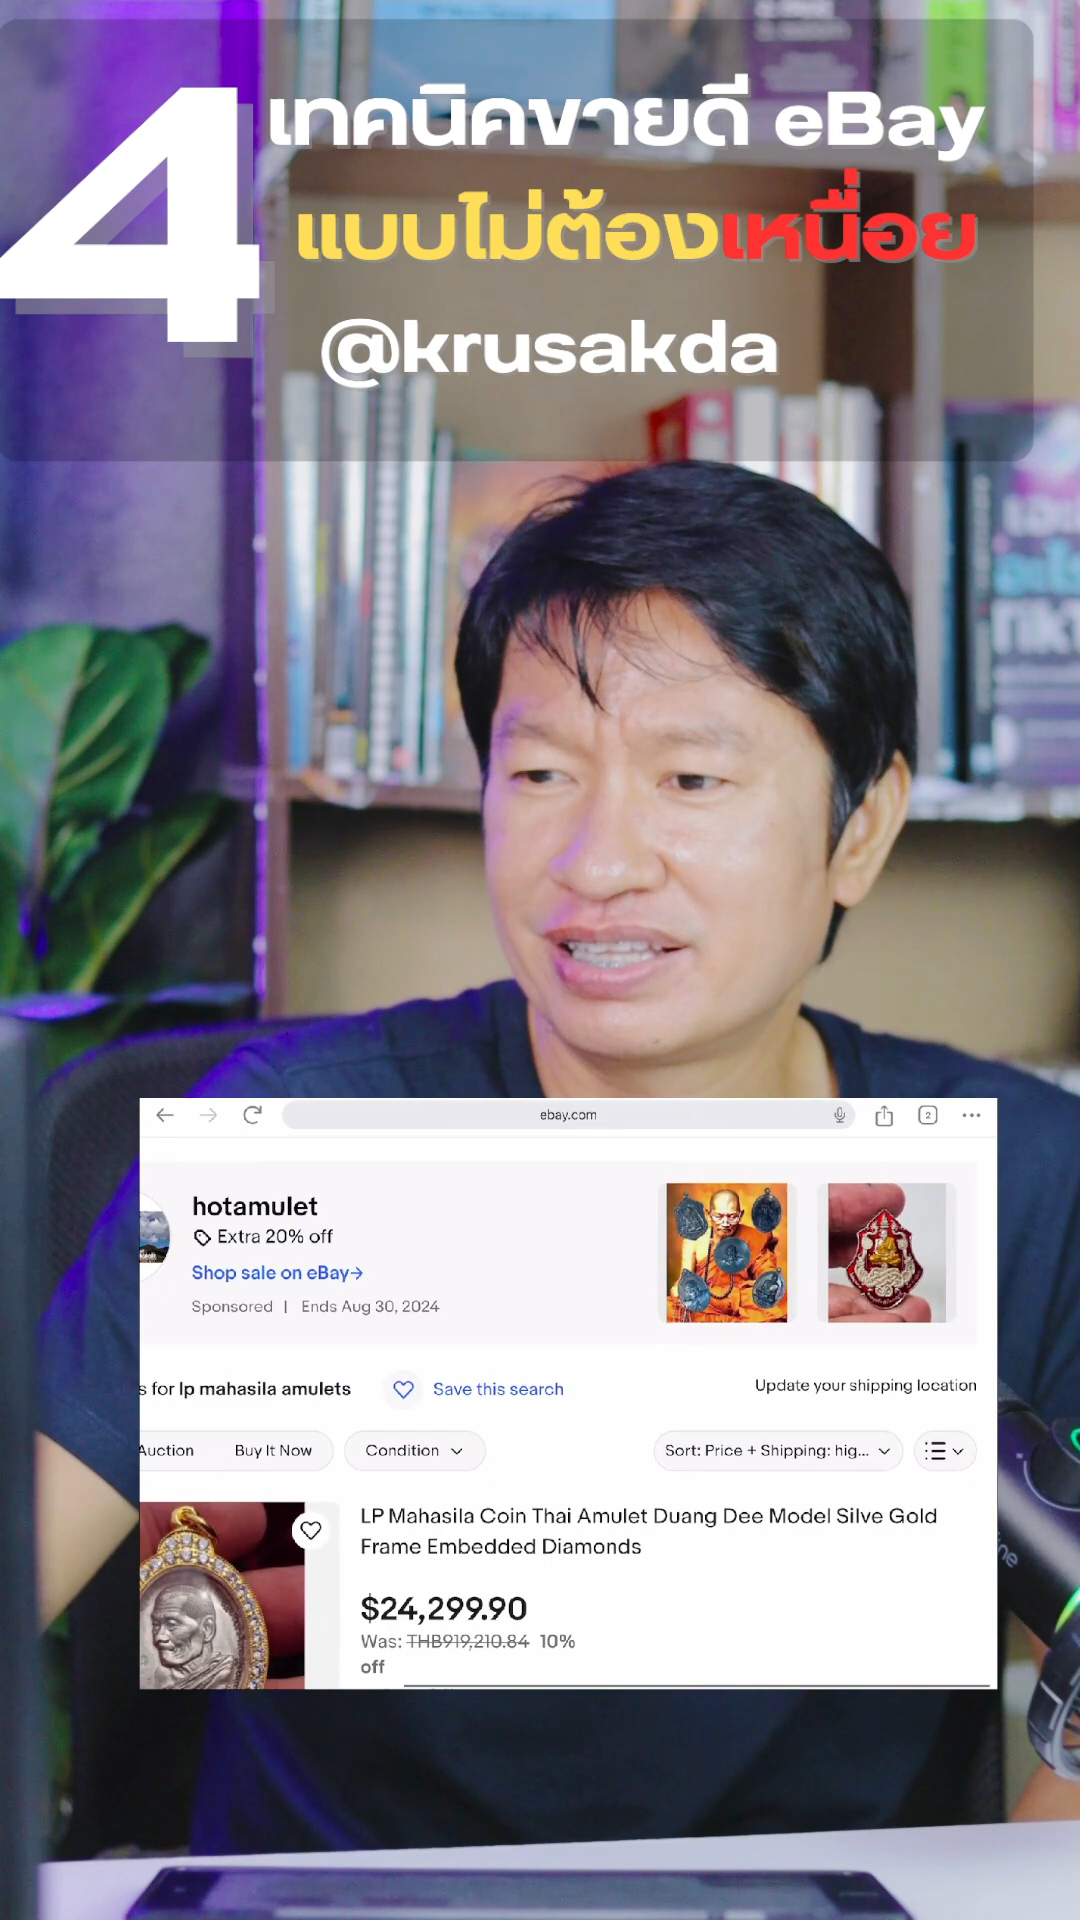 4
เทคนิคขายดี eBay
แบบไม่ต้องเหนื่อย
@krusakda
ebay.com
2
hotamulet
Extra 20% off
Shop sale on eBay→
Sponsored | Ends Aug 30, 2024
s for lp mahasila amulets
Save this search
Update your shipping location
Auction
Buy It Now
Condition
Sort: Price + Shipping: hig...
LP Mahasila Coin Thai Amulet Duang Dee Model Silve Gold
Frame Embedded Diamonds
$24,299.90
Was: THB919,210.84 10%
off